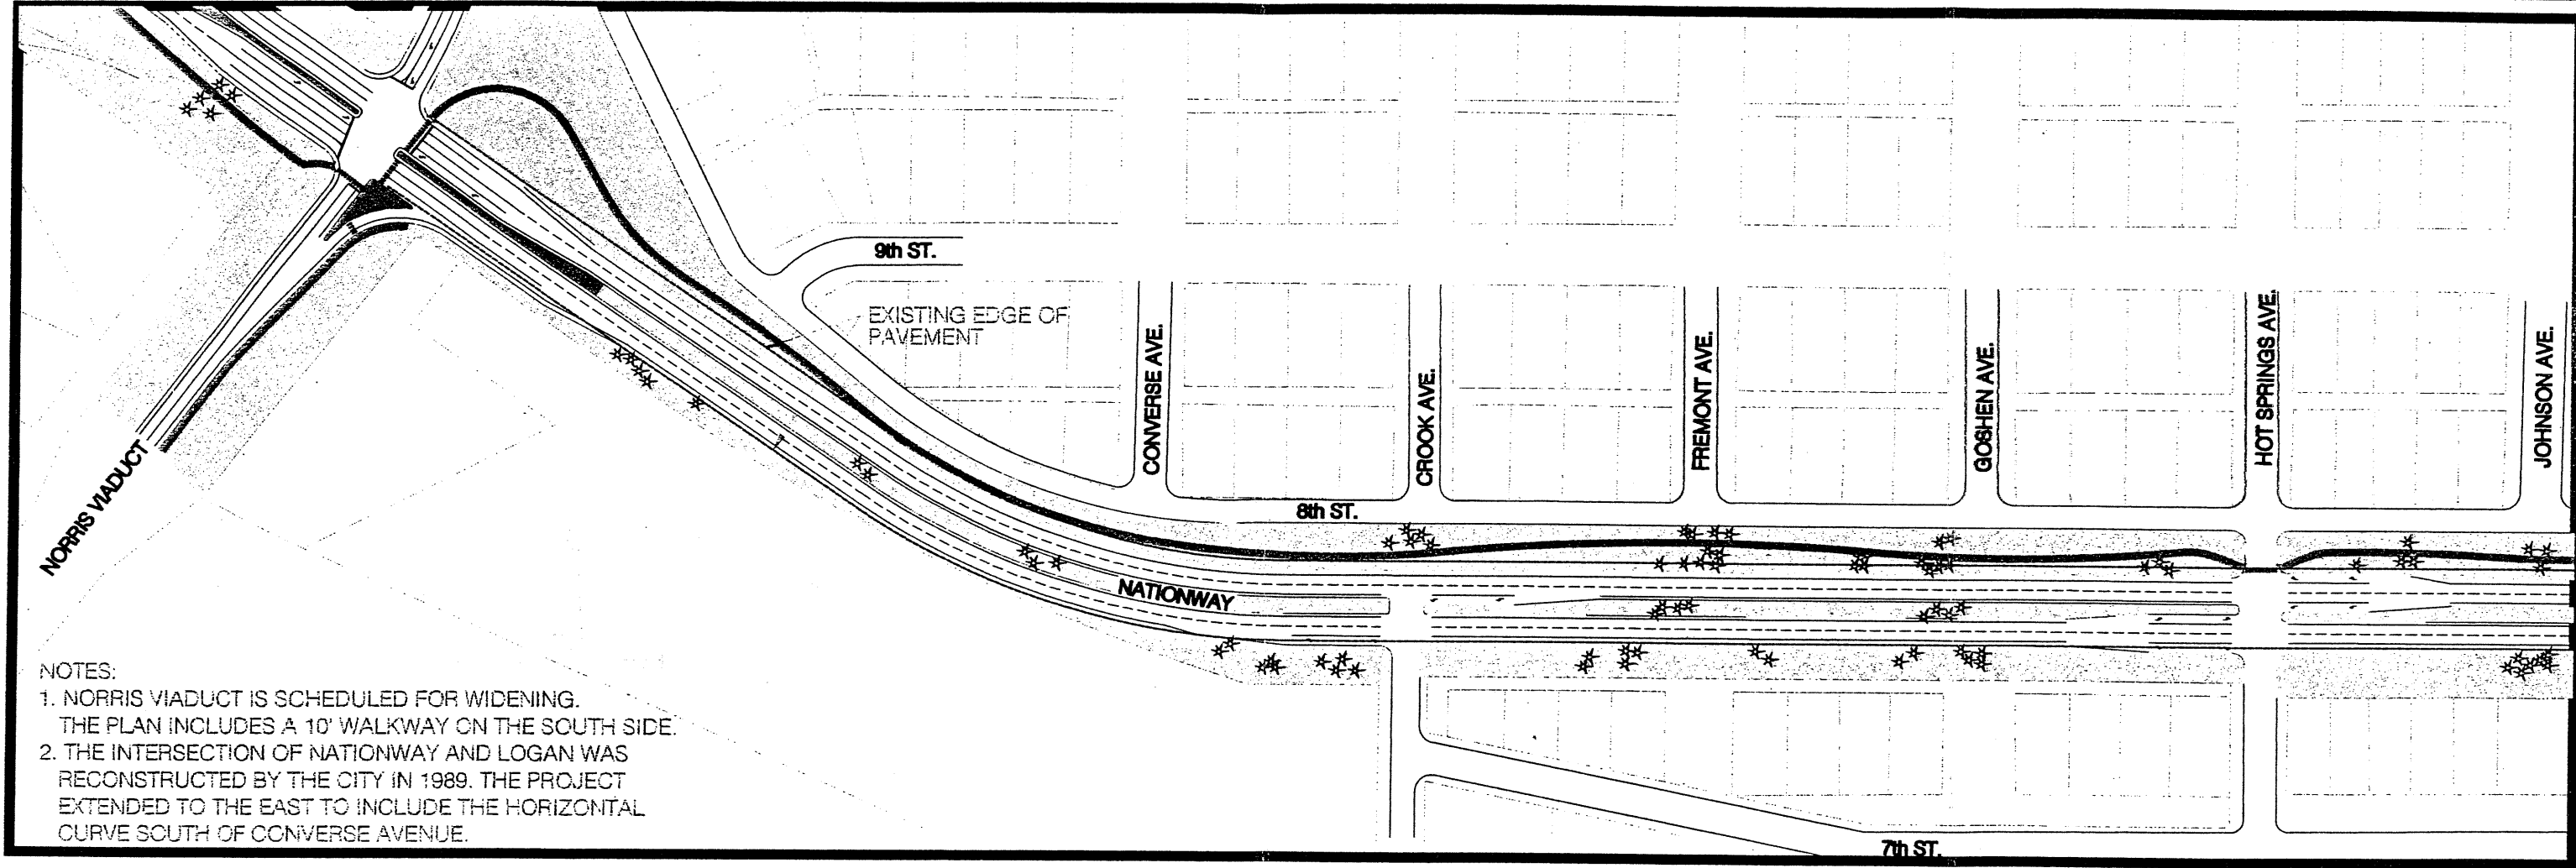 9th ST.
EXISTING EDGE OF
PAVEMENT
CONVERSE AVE.
CROOK AVE.
FREMONT AVE.
GOSHEN AVE.
HOT SPRINGS AVE.
JOHNSON AVE.
8th ST.
NORRIS VIADUCT
NATIONWAY
NOTES:
1. NORRIS VIADUCT IS SCHEDULED FOR WIDENING.
THE PLAN INCLUDES A 10' WALKWAY ON THE SOUTH SIDE.
2. THE INTERSECTION OF NATIONWAY AND LOGAN WAS
RECONSTRUCTED BY THE CITY IN 1989. THE PROJECT
EXTENDED TO THE EAST TO INCLUDE THE HORIZONTAL
CURVE SOUTH OF CONVERSE AVENUE.
7th ST.